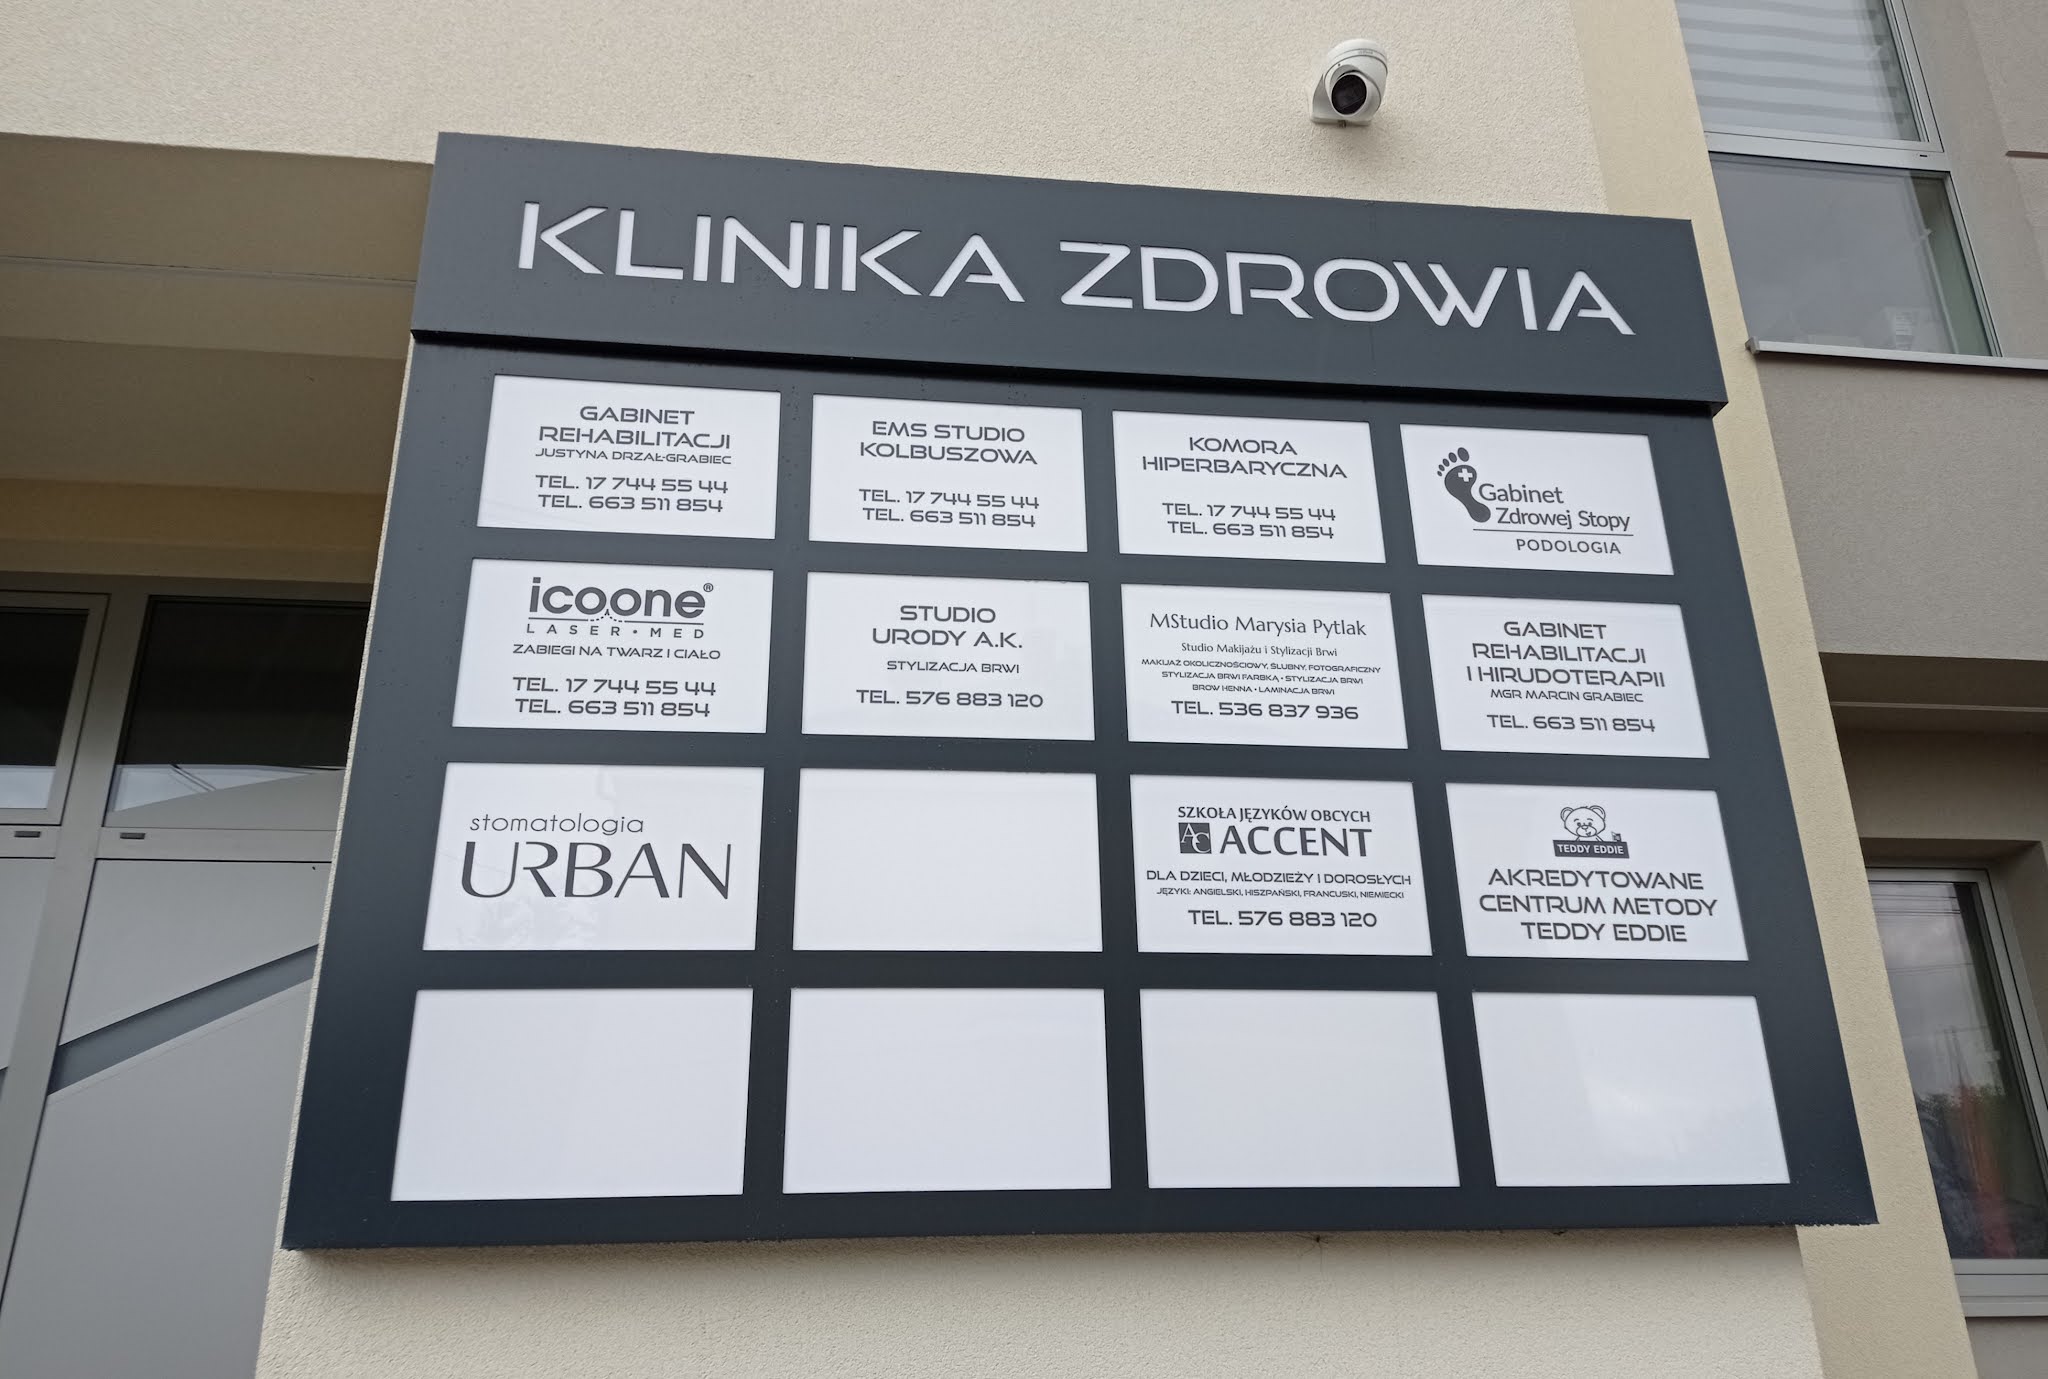 KLINIKA ZDROWIA
GABINET
REHABILITACJI
JUSTYNA DRZAŁ-GRABIEC
TEL. 17 744 55 44
TEL. 663 511 854
EMS STUDIO
KOLBUSZOWA
TEL. 17 744 55 44
TEL. 663 511 854
KOMORA
HIPERBARYCZNA
TEL. 17 744 55 44
TEL. 663 511 854
Gabinet
Zdrowej Stopy
PODOLOGIA
icoone®
LASER • MED
ZABIEGI NA TWARZ I CIAŁO
TEL. 17 744 55 44
TEL. 663 511 854
STUDIO
URODY A.K.
STYLIZACJA BRWI
TEL. 576 883 120
MStudio Marysia Pytlak
Studio Makijażu i Stylizacji Brwi
MAKIJAŻ OKOLICZNOŚCIOWY, ŚLUBNY, FOTOGRAFICZNY
STYLIZACJA BRWI FARBKĄ • STYLIZACJA BRWI
BROW HENNA • LAMINACJA BRWI
TEL. 536 837 936
GABINET
REHABILITACJI
I HIRUDOTERAPII
MGR MARCIN GRABIEC
TEL. 663 511 854
stomatologia
URBAN
SZKOŁA JĘZYKÓW OBCYCH
AC ACCENT
DLA DZIECI, MŁODZIEŻY I DOROSŁYCH
JĘZYKI: ANGIELSKI, HISZPAŃSKI, FRANCUSKI, NIEMIECKI
TEL. 576 883 120
TEDDY EDDIE
AKREDYTOWANE
CENTRUM METODY
TEDDY EDDIE